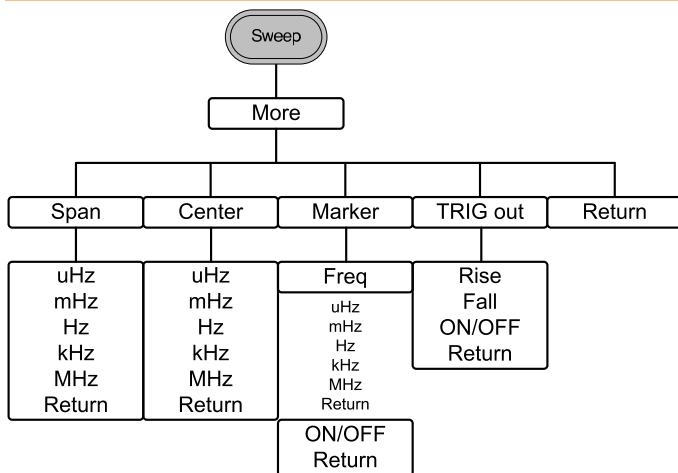 Sweep
More
Span
Center
Marker
TRIG out
Return
uHz
mHz
Hz
kHz
MHz
Return
uHz
mHz
Hz
kHz
MHz
Return
Freq
uHz
mHz
Hz
kHz
MHz
Return
ON/OFF
Return
Rise
Fall
ON/OFF
Return